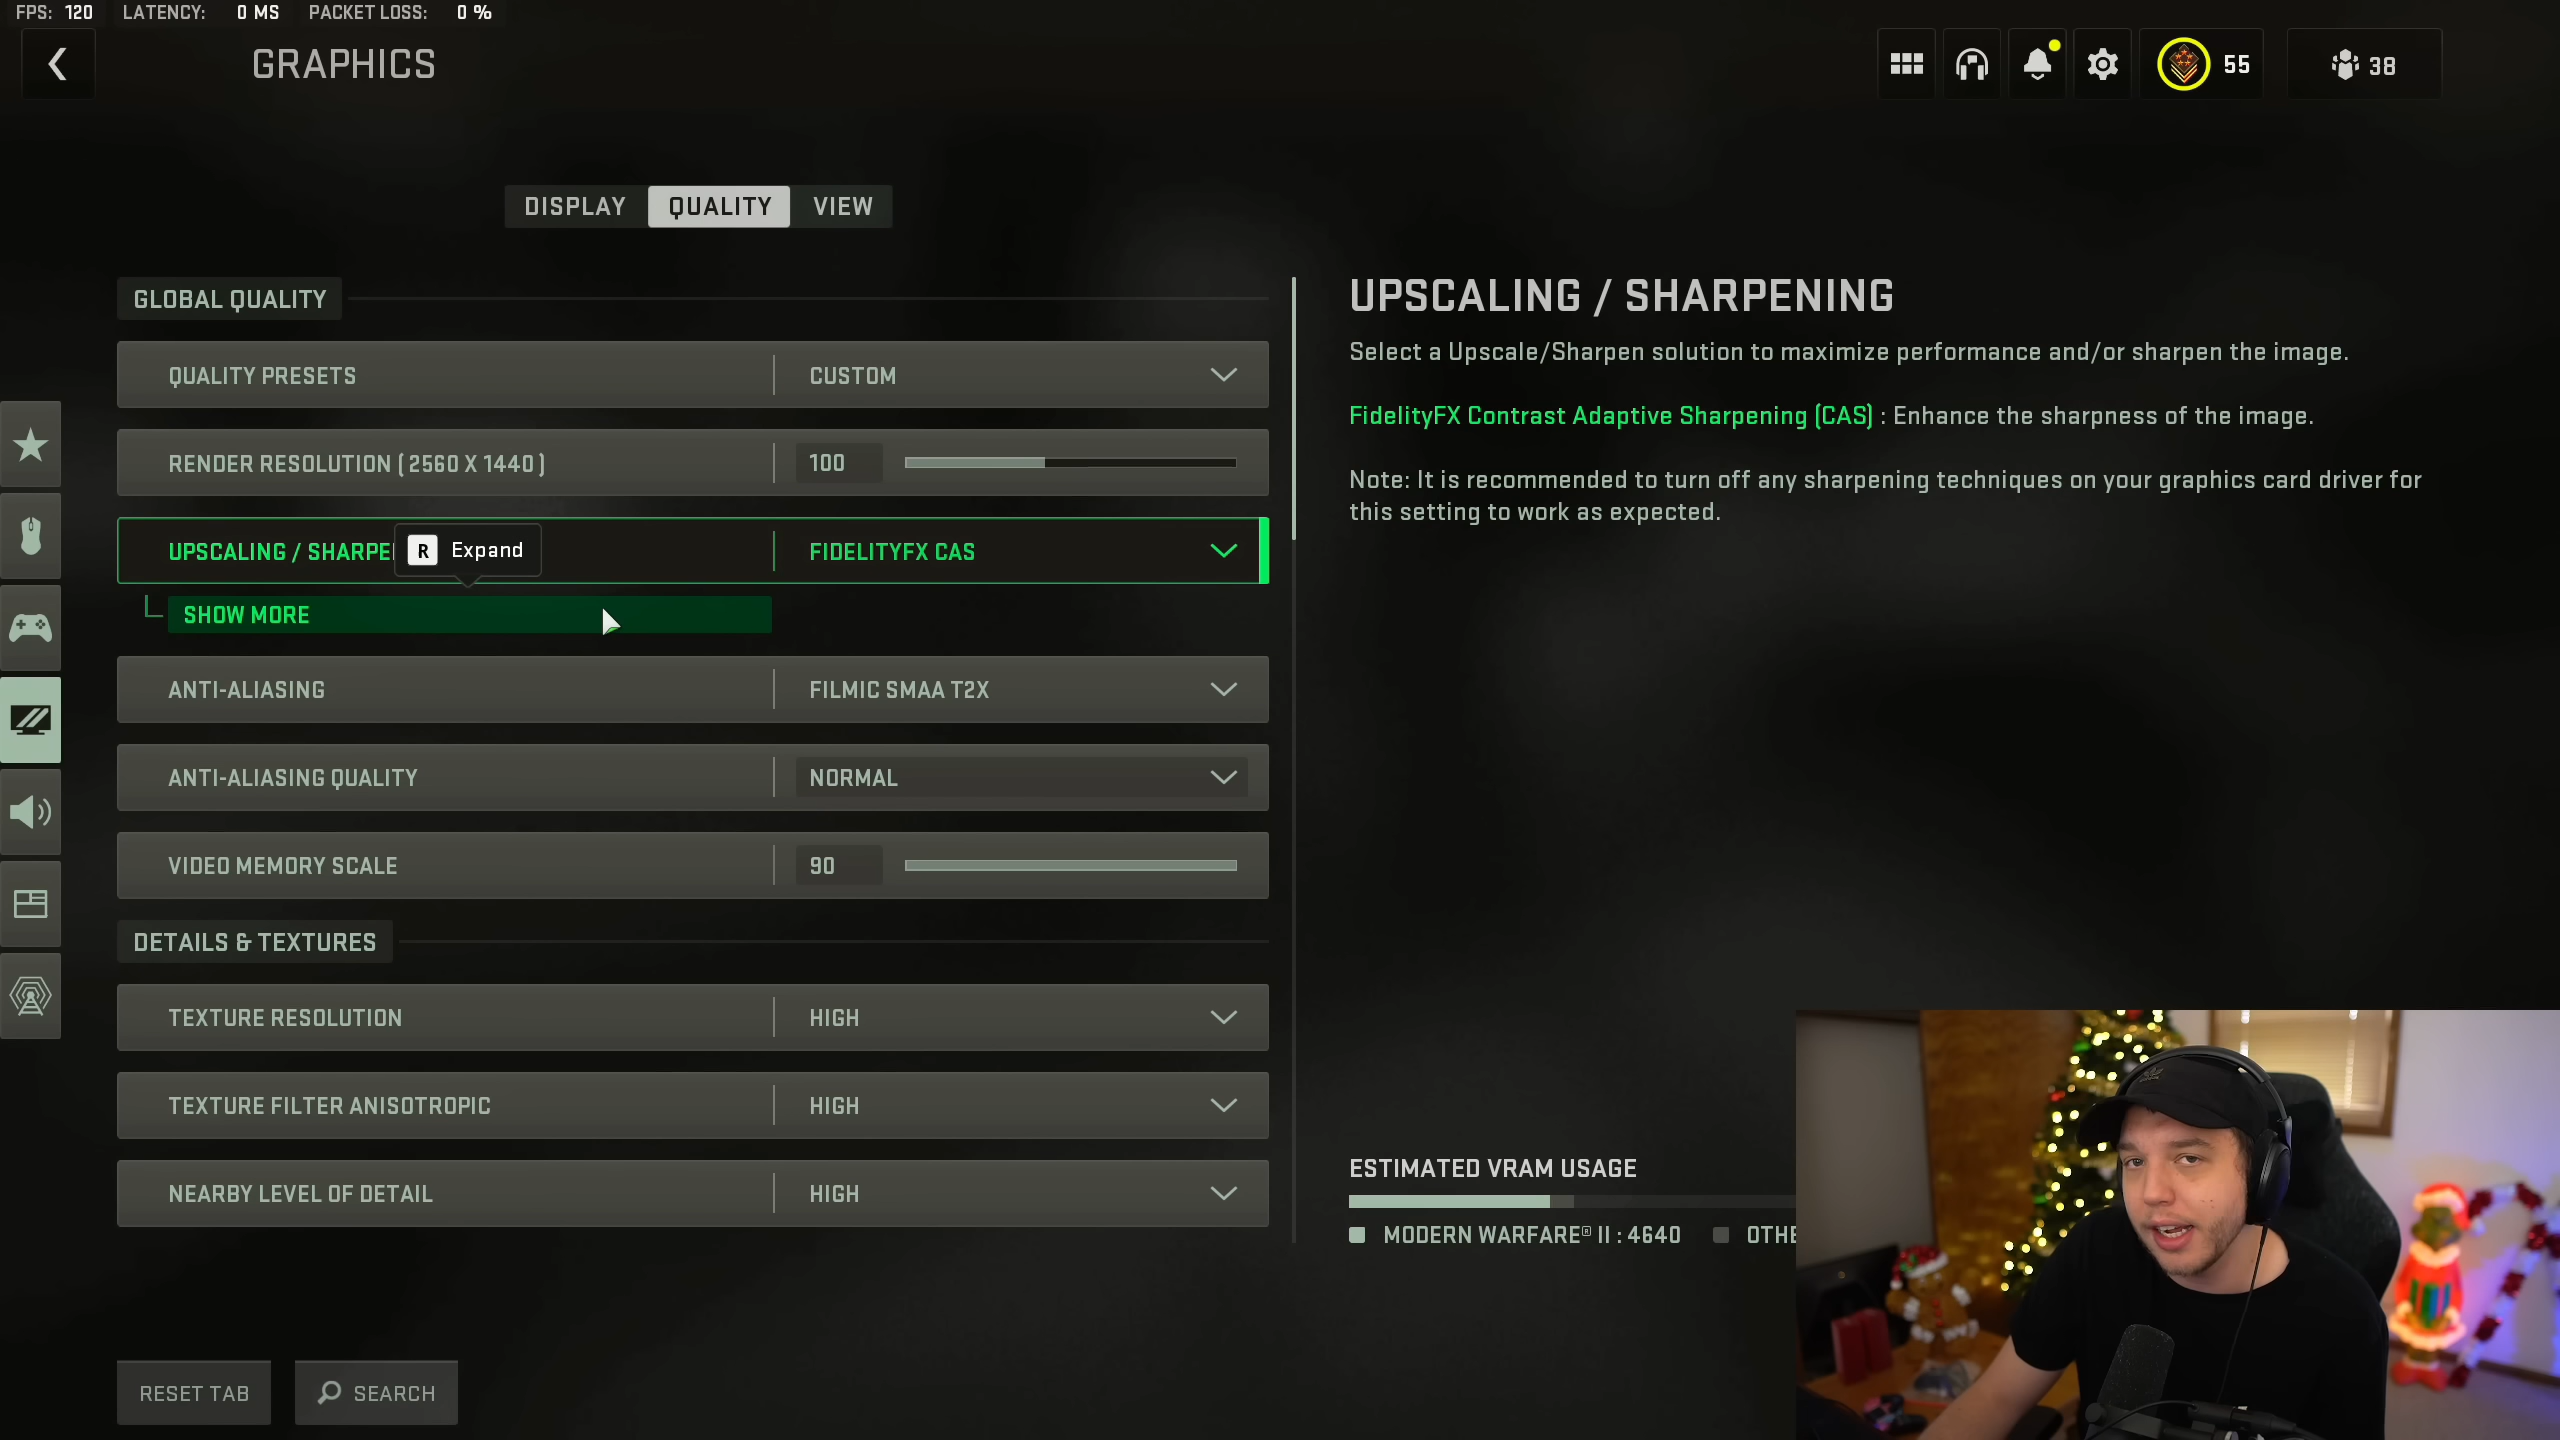 FPS: 120 LATENCY: 0 MS PACKET LOSS: 0 %
GRAPHICS
55
38
DISPLAY QUALITY VIEW
GLOBAL QUALITY
QUALITY PRESETS CUSTOM
RENDER RESOLUTION ( 2560 X 1440 ) 100
UPSCALING / SHARPE R Expand FIDELITYFX CAS
SHOW MORE
ANTI-ALIASING FILMIC SMAA T2X
ANTI-ALIASING QUALITY NORMAL
VIDEO MEMORY SCALE 90
DETAILS & TEXTURES
TEXTURE RESOLUTION HIGH
TEXTURE FILTER ANISOTROPIC HIGH
NEARBY LEVEL OF DETAIL HIGH
RESET TAB SEARCH
UPSCALING / SHARPENING
Select a Upscale/Sharpen solution to maximize performance and/or sharpen the image.
FidelityFX Contrast Adaptive Sharpening (CAS) : Enhance the sharpness of the image.
Note: It is recommended to turn off any sharpening techniques on your graphics card driver for
this setting to work as expected.
ESTIMATED VRAM USAGE
MODERN WARFARE® II : 4640 OTHE